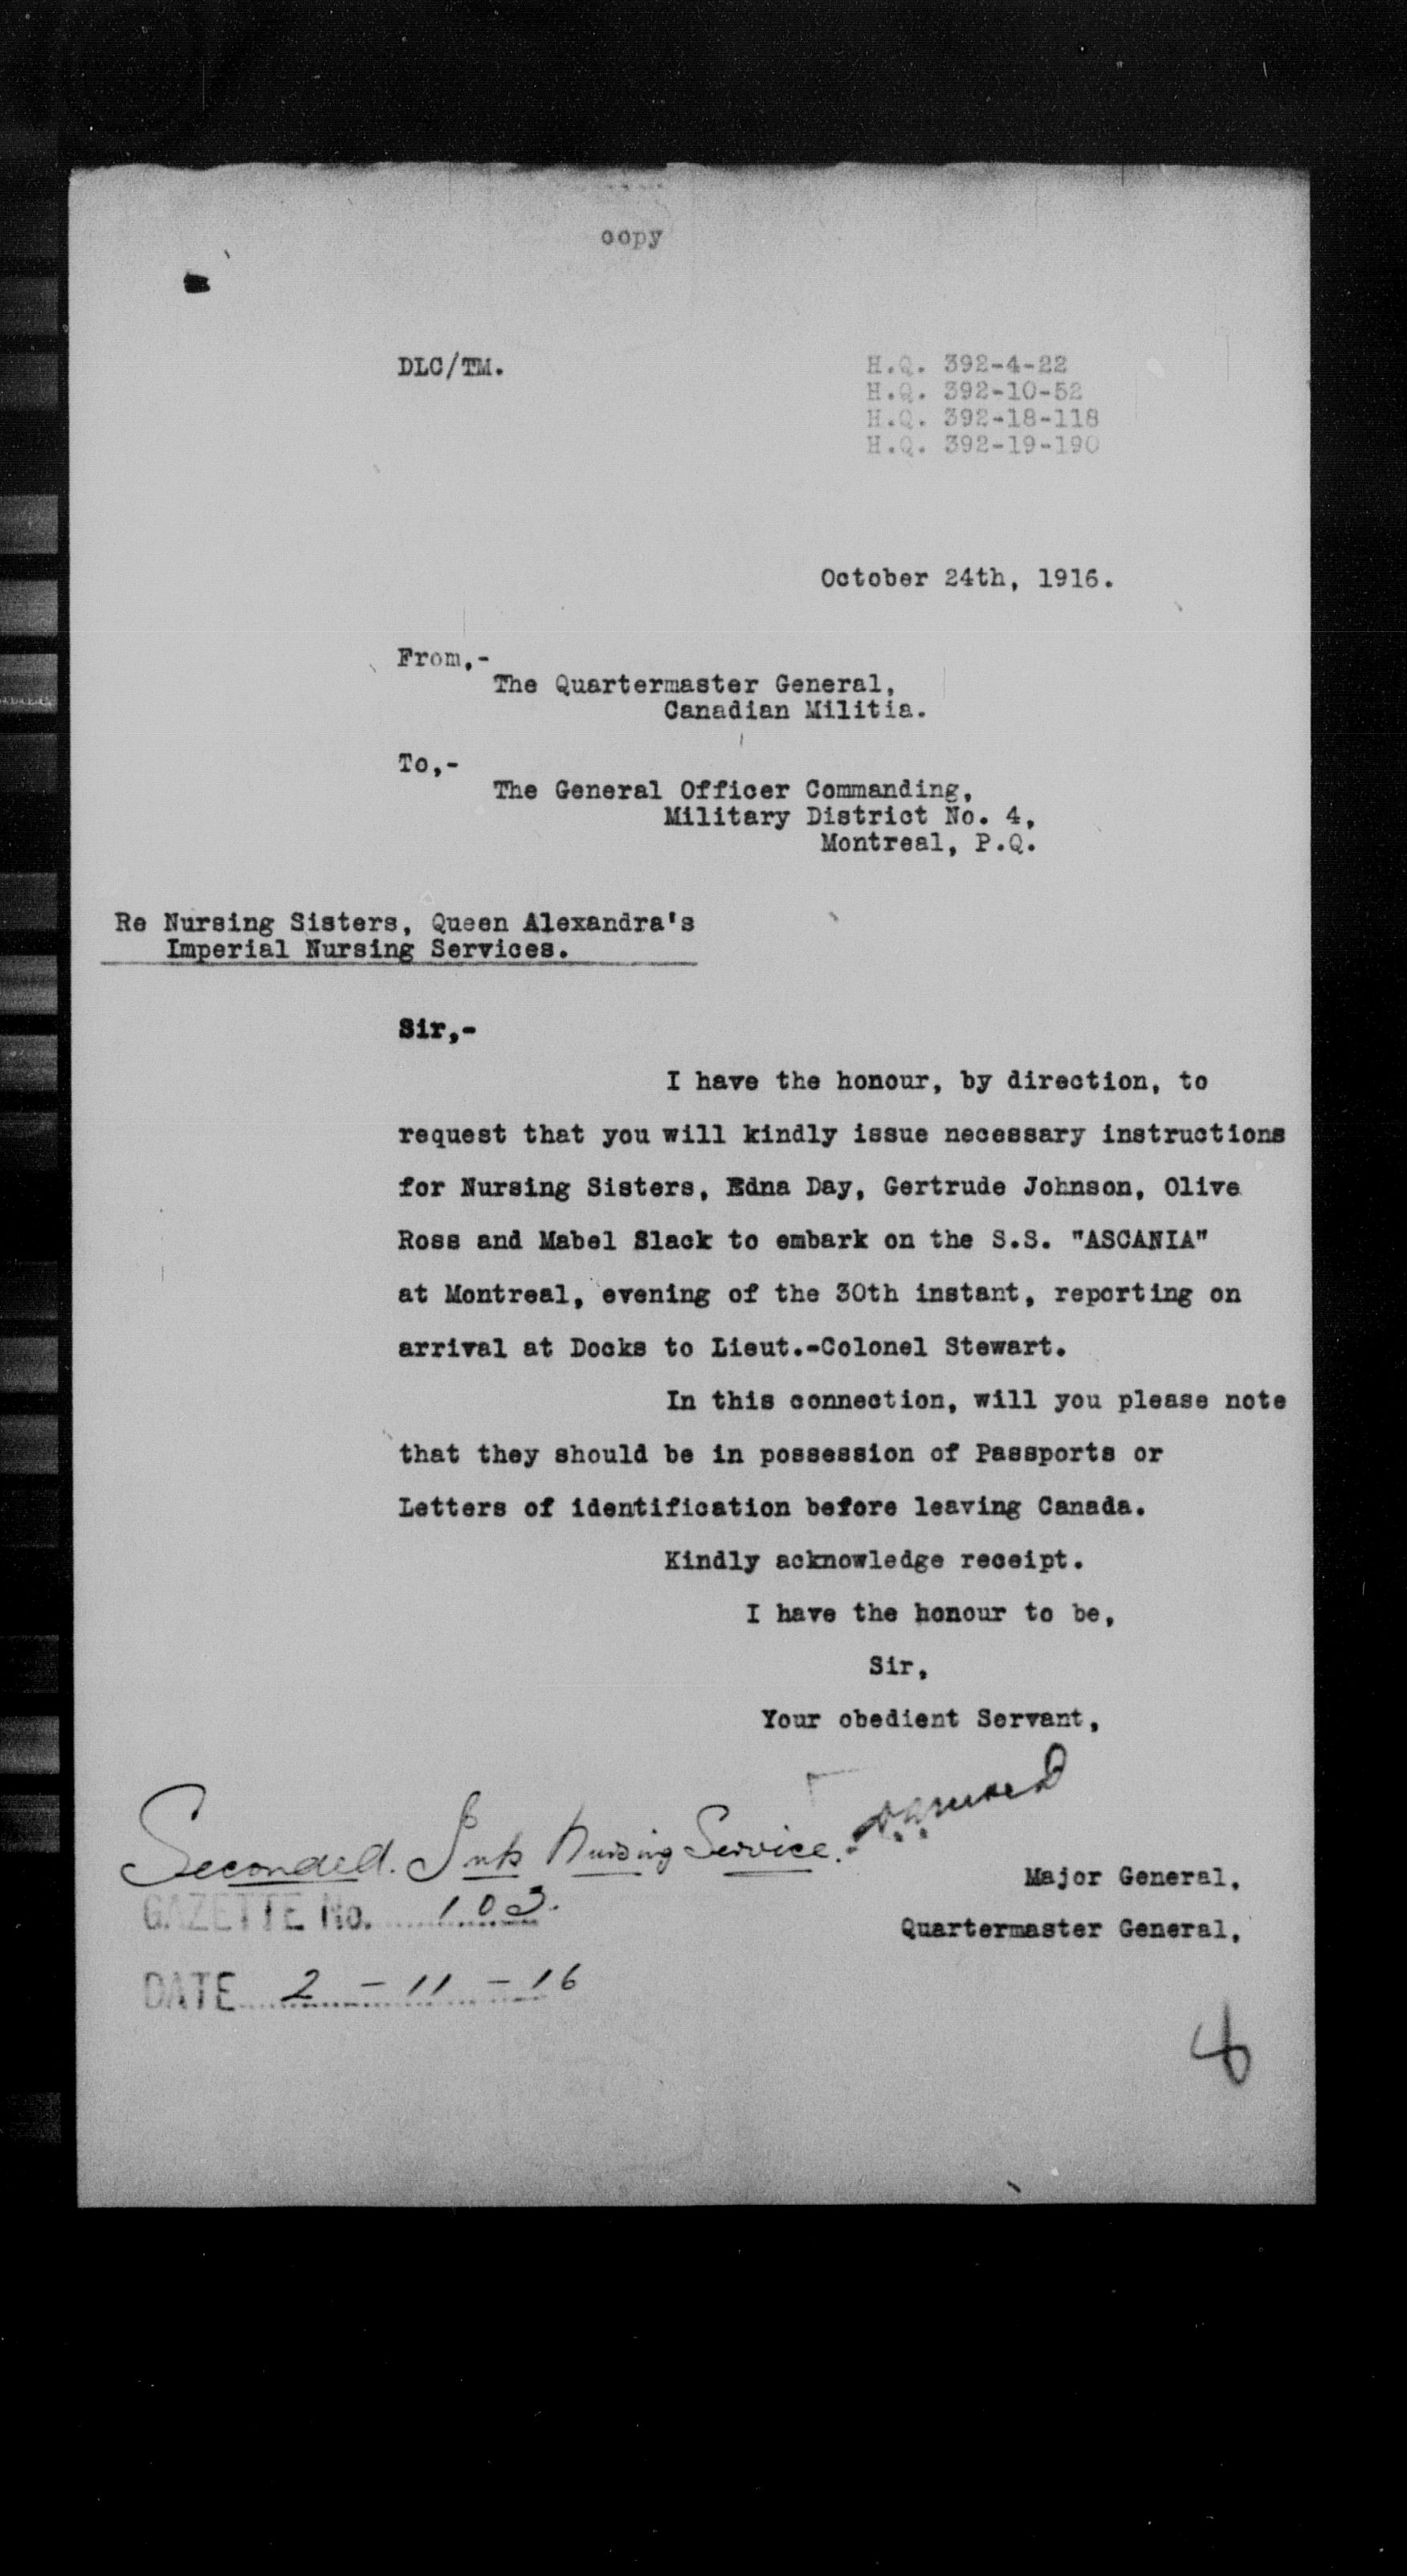 copy
DLC/TM.
H.Q. 392-4-22
H.Q. 392-10-52
H.Q. 392-18-118
H.Q. 392-19-190
October 24th, 1916.
From,-
The Quartermaster General,
Canadian Militia.
To,-
The General Officer Commanding,
Military District No. 4,
Montreal, P.Q.
Re Nursing Sisters, Queen Alexandra's
Imperial Nursing Services.
Sir,-
I have the honour, by direction, to
request that you will kindly issue necessary instructions
for Nursing Sisters, Edna Day, Gertrude Johnson, Olive
Ross and Mabel Slack to embark on the S.S. "ASCANIA"
at Montreal, evening of the 30th instant, reporting on
arrival at Docks to Lieut.-Colonel Stewart.
In this connection, will you please note
that they should be in possession of Passports or
Letters of identification before leaving Canada.
Kindly acknowledge receipt.
I have the honour to be,
Sir,
Your obedient Servant,
Seconded. Nursing Service.
Major General,
GAZETTE No. 103.
Quartermaster General,
DATE 2-11-16